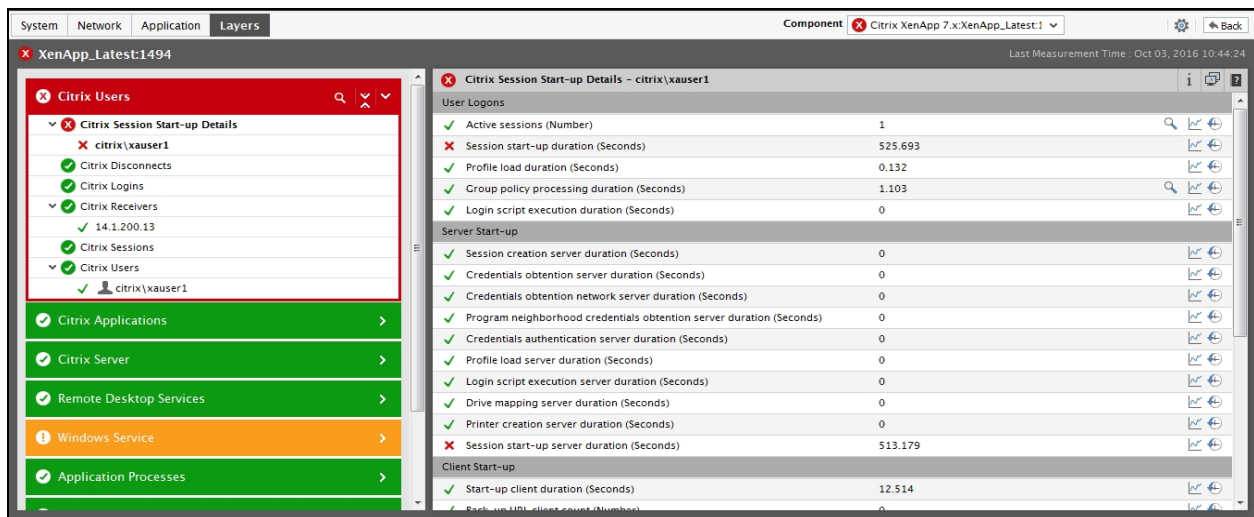 System Network Application Layers Component Citrix XenApp 7.x:XenApp_Latest:1 Back
XenApp_Latest:1494 Last Measurement Time : Oct 03, 2016 10:44:24
Citrix Users
Citrix Session Start-up Details
citrix\xauser1
Citrix Disconnects
Citrix Logins
Citrix Receivers
14.1.200.13
Citrix Sessions
Citrix Users
citrix\xauser1
Citrix Applications
Citrix Server
Remote Desktop Services
Windows Service
Application Processes
Citrix Session Start-up Details - citrix\xauser1
User Logons
Active sessions (Number) 1
Session start-up duration (Seconds) 525.693
Profile load duration (Seconds) 0.132
Group policy processing duration (Seconds) 1.103
Login script execution duration (Seconds) 0
Server Start-up
Session creation server duration (Seconds) 0
Credentials obtention server duration (Seconds) 0
Credentials obtention network server duration (Seconds) 0
Program neighborhood credentials obtention server duration (Seconds) 0
Credentials authentication server duration (Seconds) 0
Profile load server duration (Seconds) 0
Login script execution server duration (Seconds) 0
Drive mapping server duration (Seconds) 0
Printer creation server duration (Seconds) 0
Session start-up server duration (Seconds) 513.179
Client Start-up
Start-up client duration (Seconds) 12.514